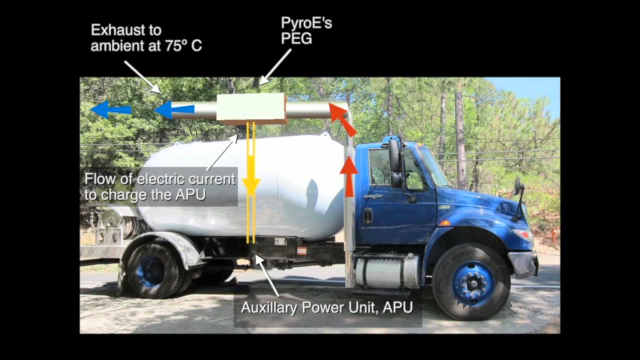 Exhaust to
ambient at 75º C
PyroE's
PEG
Flow of electric current
to charge the APU
Auxillary Power Unit, APU